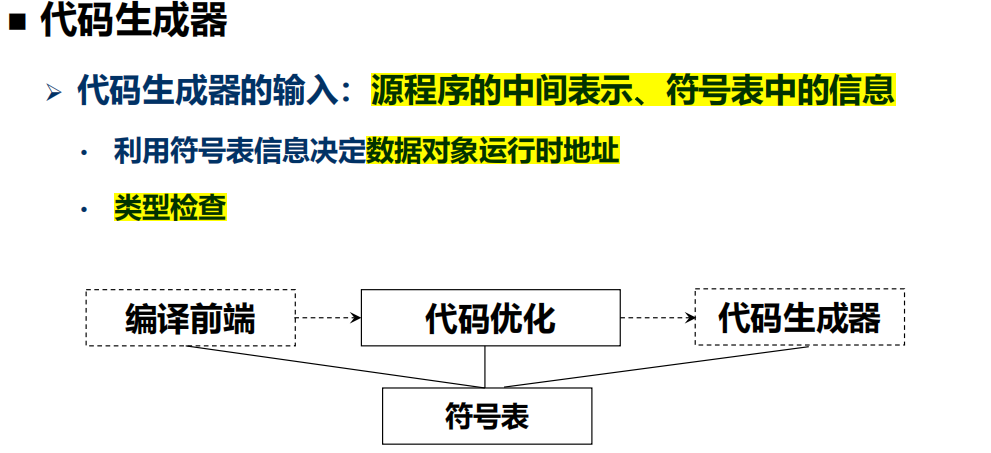 代码生成器
代码生成器的输入：源程序的中间表示、符号表中的信息
利用符号表信息决定数据对象运行时地址
类型检查
编译前端
代码优化
代码生成器
符号表